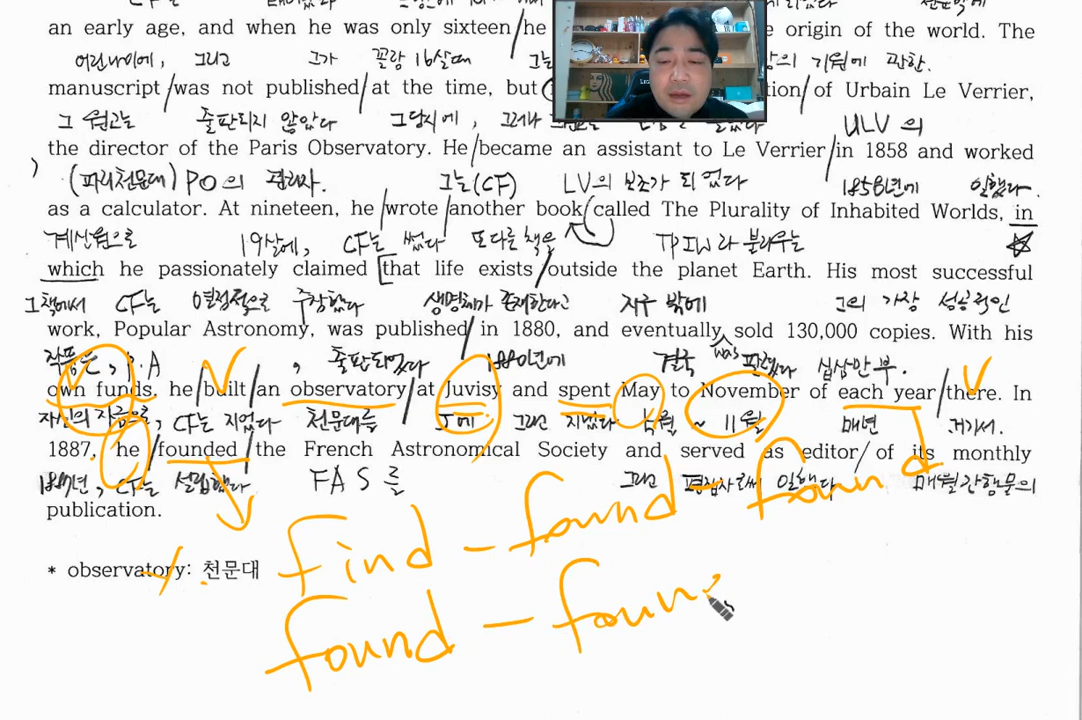 an early age, and when he was only sixteen/he e origin of the world. The
어린나이에, 그리고 그가 꼴랑 16살때 그는 의 기원에 관한.
manuscript/was not published/at the time, but tion/of Urbain Le Verrier,
그 원고는 출판되지 않았다 그당시에, 그러나 ULV의
the director of the Paris Observatory. He/became an assistant to Le Verrier/in 1858 and worked
(파리천문대) PO의 관리자. 그는(CF) LV의 보조가 되었다 1858년에 일했다.
as a calculator. At nineteen, he/wrote/another book/called The Plurality of Inhabited Worlds, in
계산원으로 19살에, CF는 썼다 또다른 책을 TPIW라 불리우는
which he passionately claimed [that life exists/outside the planet Earth. His most successful
그책에서 CF는 열정적으로 주장했다 생명체가 존재한다고 지구 밖에 그의 가장 성공적인
work, Popular Astronomy, was published/in 1880, and eventually sold 130,000 copies. With his
작품은, P.A , 출판되었다 1880년에 결국 was 판렸다 십삼만부.
own funds, he/built/an observatory/at Juvisy and spent May to November of each year/there. In
자신의 자금으로, CF는 지었다 천문대를 J에 그리고 지냈다 5월 ~ 11월 매년 거기서.
1887, he/founded/the French Astronomical Society and served as editor/of its monthly
1887년, CF는 설립했다 FAS를 그리고 편집자로써 일했다 매월간행물의
publication.
find - found - found
* observatory: 천문대
found - foun